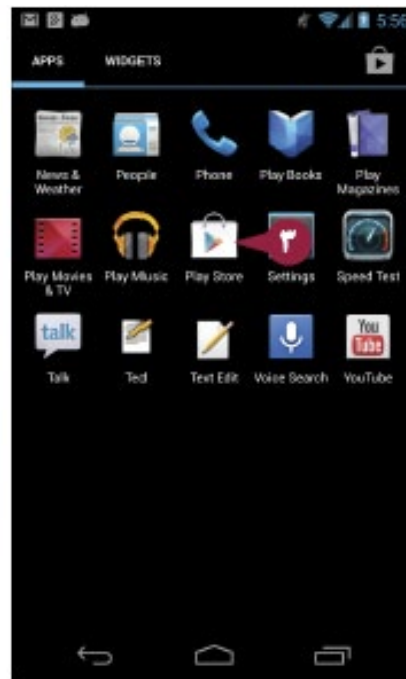 5:56
APPS WIDGETS
News & Weather People Phone Play Books Play Magazines
Play Movies & TV Play Music Play Store ٣ Settings Speed Test
talk You Tube
Talk Ted Text Edit Voice Search YouTube